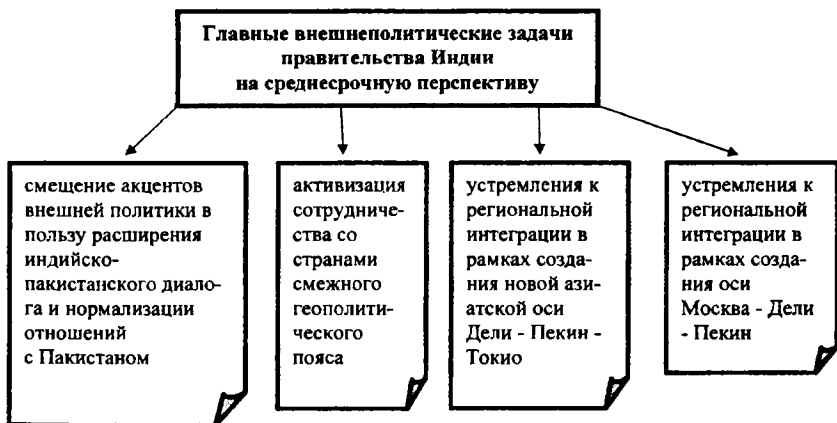 Главные внешнеполитические задачи
правительства Индии
на среднесрочную перспективу
смещение акцентов
внешней политики в
пользу расширения
индийско-
пакистанского диало-
га и нормализации
отношений
с Пакистаном
активизация
сотрудниче-
ства со
странами
смежного
геополити-
ческого
пояса
устремления к
региональной
интеграции в
рамках созда-
ния новой ази-
атской оси
Дели - Пекин -
Токио
устремления к
региональной
интеграции в
рамках созда-
ния оси
Москва - Дели
- Пекин